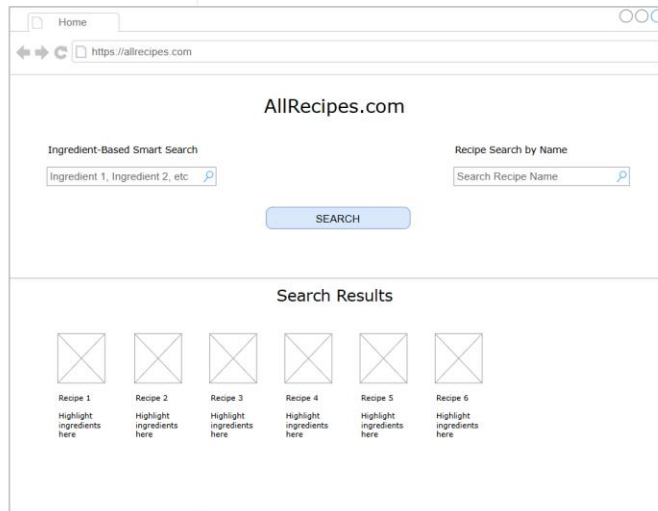 Home
https://allrecipes.com
AllRecipes.com
Ingredient-Based Smart Search
Recipe Search by Name
Ingredient 1, Ingredient 2, etc
Search Recipe Name
SEARCH
Search Results
Recipe 1
Highlight
ingredients
here
Recipe 2
Highlight
ingredients
here
Recipe 3
Highlight
ingredients
here
Recipe 4
Highlight
ingredients
here
Recipe 5
Highlight
ingredients
here
Recipe 6
Highlight
ingredients
here